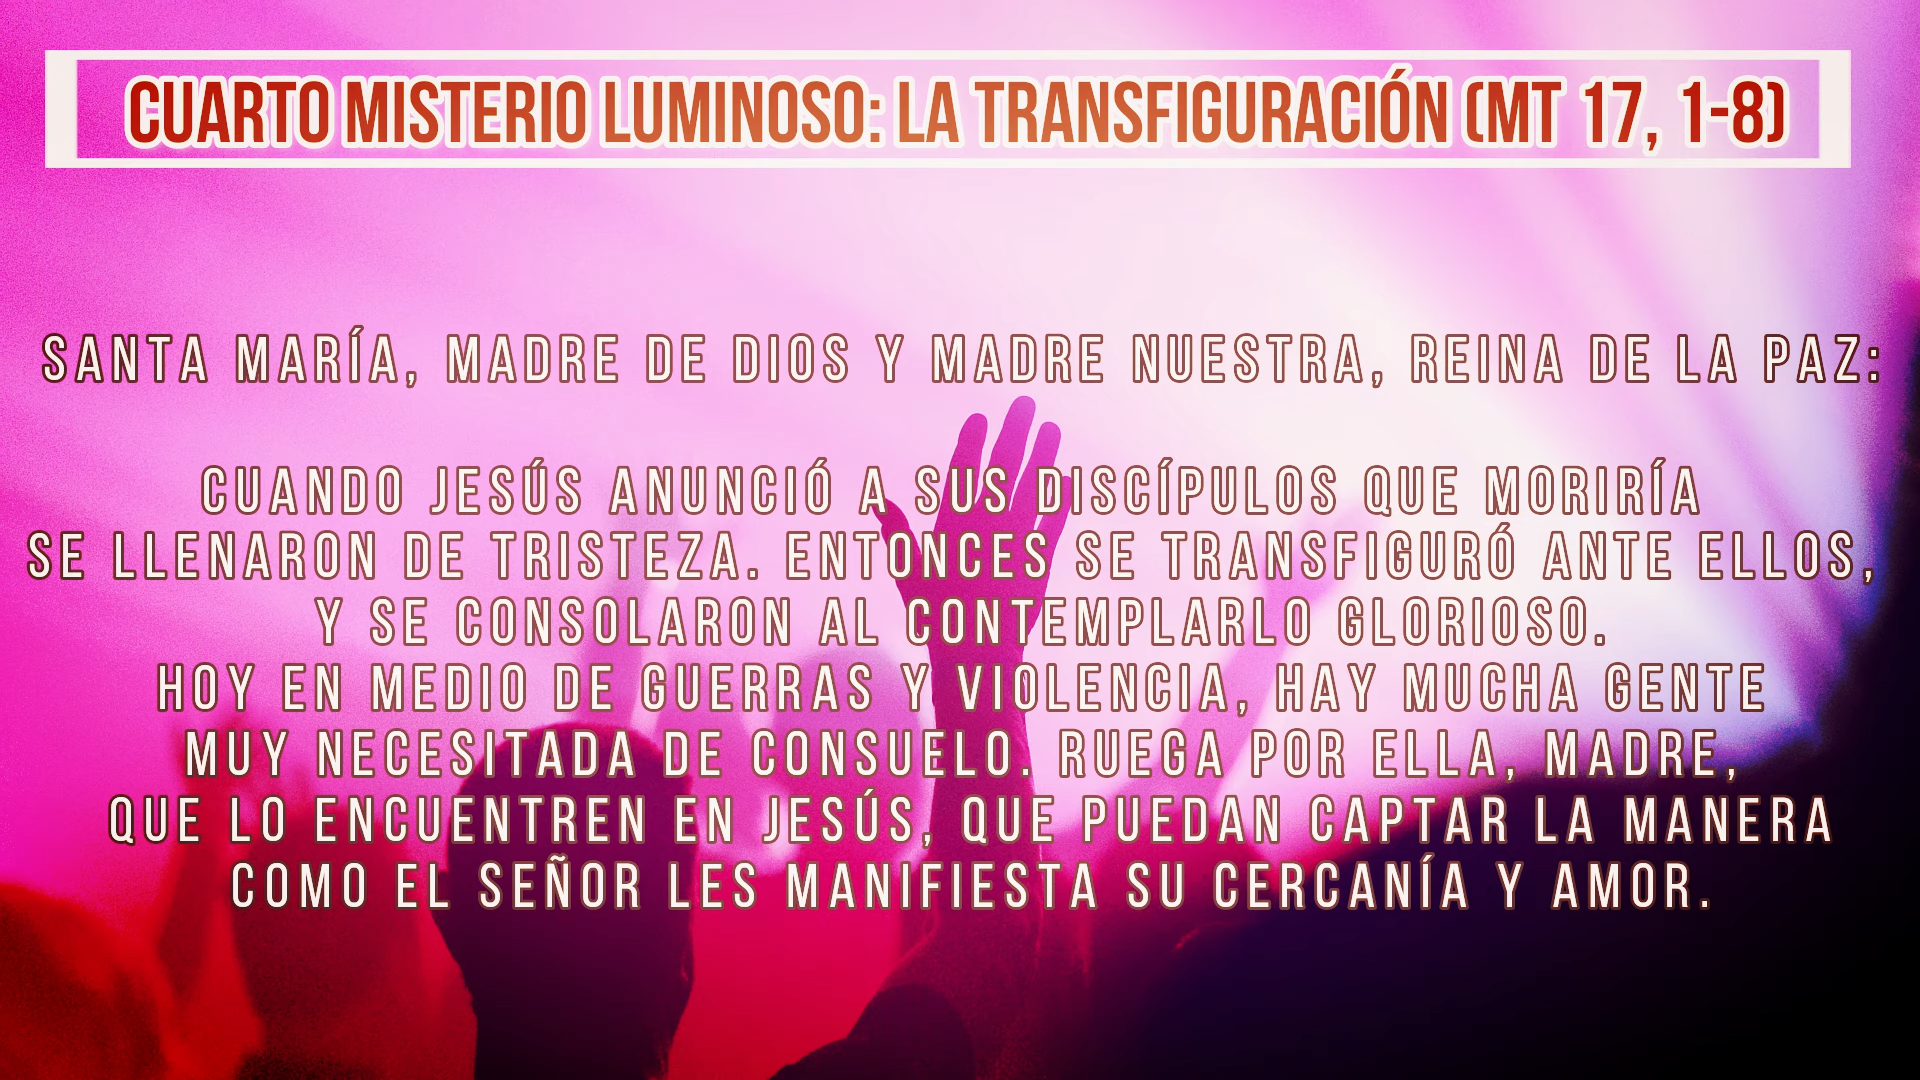 CUARTO MISTERIO LUMINOSO: LA TRANSFIGURACIÓN (MT 17, 1-8)
SANTA MARÍA, MADRE DE DIOS Y MADRE NUESTRA, REINA DE LA PAZ:
CUANDO JESÚS ANUNCIÓ A SUS DISCÍPULOS QUE MORIRÍA
SE LLENARON DE TRISTEZA. ENTONCES SE TRANSFIGURÓ ANTE ELLOS,
Y SE CONSOLARON AL CONTEMPLARLO GLORIOSO.
HOY EN MEDIO DE GUERRAS Y VIOLENCIA, HAY MUCHA GENTE
MUY NECESITADA DE CONSUELO. RUEGA POR ELLA, MADRE,
QUE LO ENCUENTREN EN JESÚS, QUE PUEDAN CAPTAR LA MANERA
COMO EL SEÑOR LES MANIFIESTA SU CERCANÍA Y AMOR.